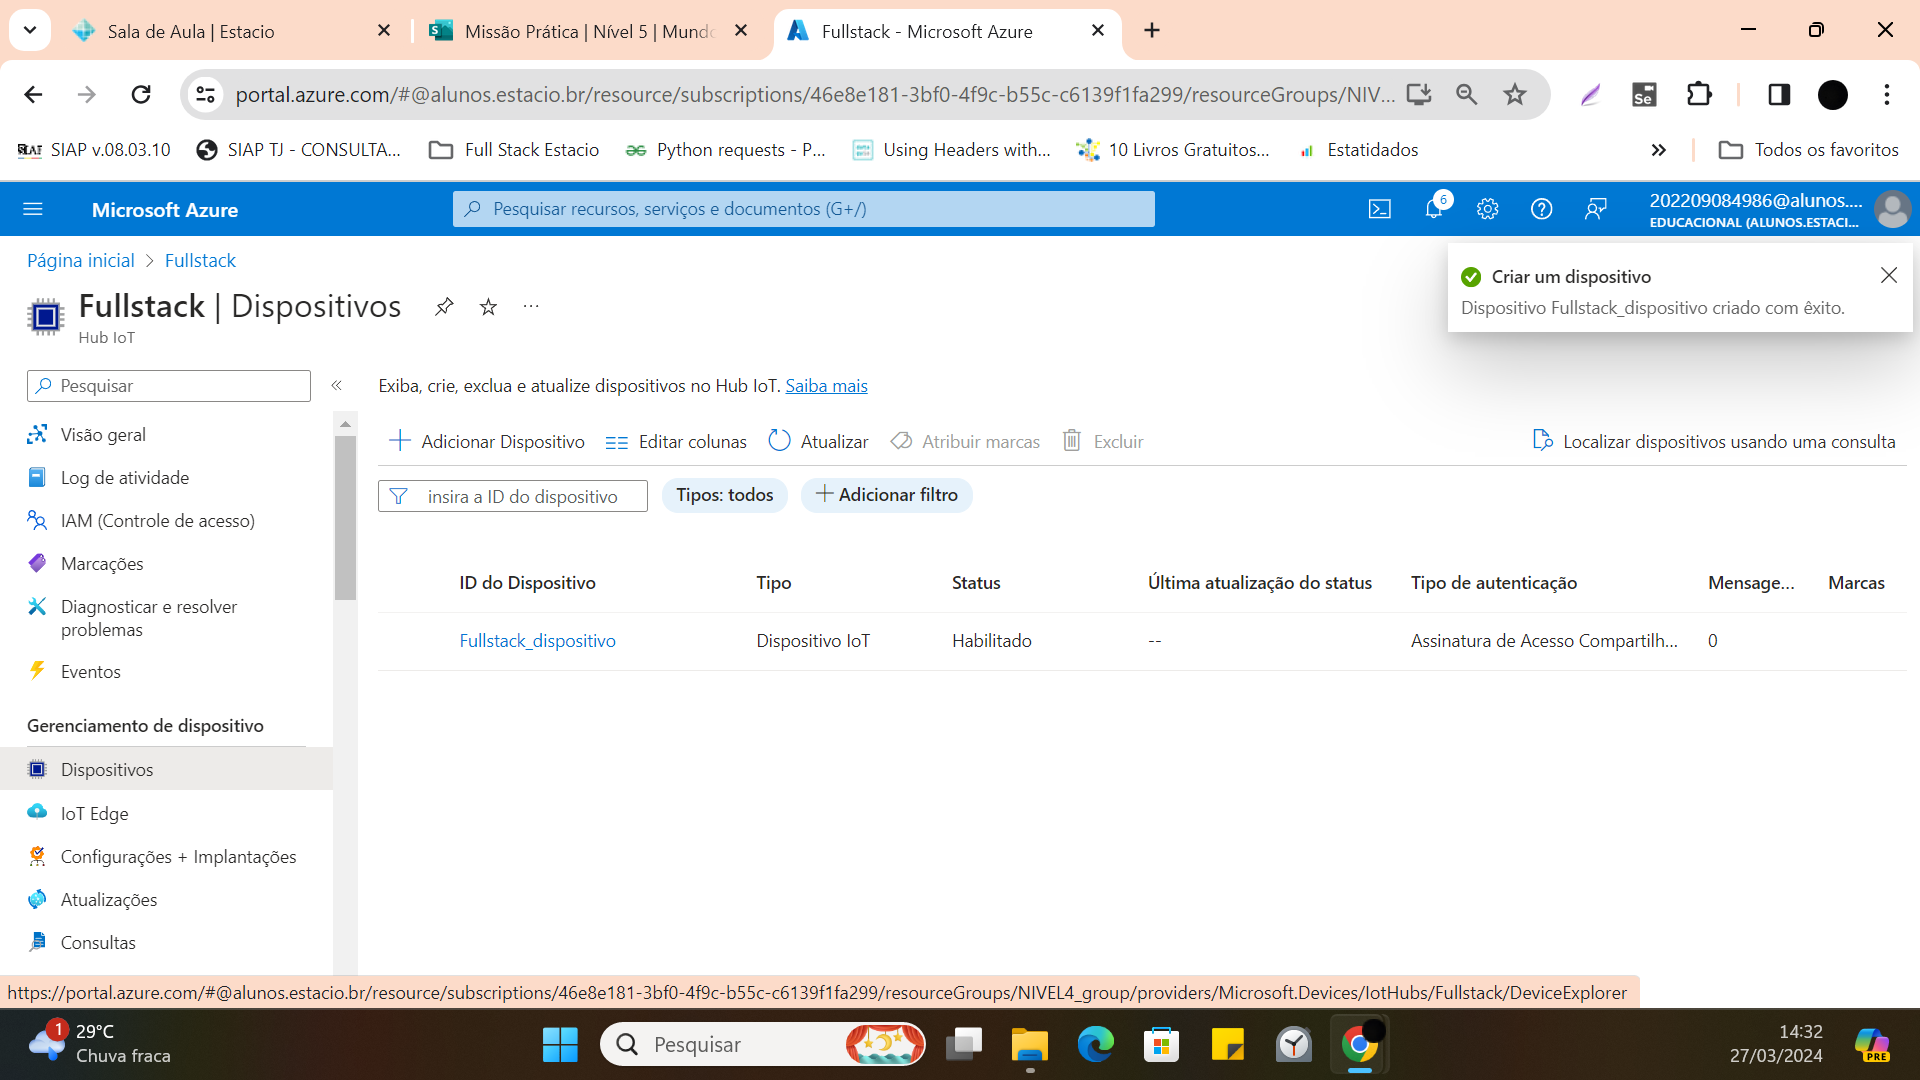 Sala de Aula | Estacio
Missão Prática | Nível 5 | Mund
Fullstack - Microsoft Azure
portal.azure.com/#@alunos.estacio.br/resource/subscriptions/46e8e181-3bf0-4f9c-b55c-c6139f1fa299/resourceGroups/NIV...
Se
SIAP v.08.03.10
SIAP TJ - CONSULTA...
Full Stack Estacio
Python requests - P...
Using Headers with...
10 Livros Gratuitos...
Estatidados
Todos os favoritos
Microsoft Azure
Pesquisar recursos, serviços e documentos (G+/)
6
202209084986@alunos....
EDUCACIONAL (ALUNOS.ESTACI...
Página inicial
Fullstack
Criar um dispositivo
Dispositivo Fullstack_dispositivo criado com êxito.
Fullstack | Dispositivos
Hub IoT
Pesquisar
Exiba, crie, exclua e atualize dispositivos no Hub IoT. Saiba mais
Visão geral
Log de atividade
IAM (Controle de acesso)
Marcações
Diagnosticar e resolver
problemas
Eventos
Gerenciamento de dispositivo
Dispositivos
IoT Edge
Configurações + Implantações
Atualizações
Consultas
Adicionar Dispositivo
Editar colunas
Atualizar
Atribuir marcas
Excluir
Localizar dispositivos usando uma consulta
insira a ID do dispositivo
Tipos: todos
Adicionar filtro
ID do Dispositivo
Tipo
Status
Última atualização do status
Tipo de autenticação
Mensage...
Marcas
Fullstack_dispositivo
Dispositivo IoT
Habilitado
--
Assinatura de Acesso Compartilh...
0
https://portal.azure.com/#@alunos.estacio.br/resource/subscriptions/46e8e181-3bf0-4f9c-b55c-c6139f1fa299/resourceGroups/NIVEL4_group/providers/Microsoft.Devices/IotHubs/Fullstack/DeviceExplorer
1
29°C
Chuva fraca
Pesquisar
14:32
27/03/2024
PRE